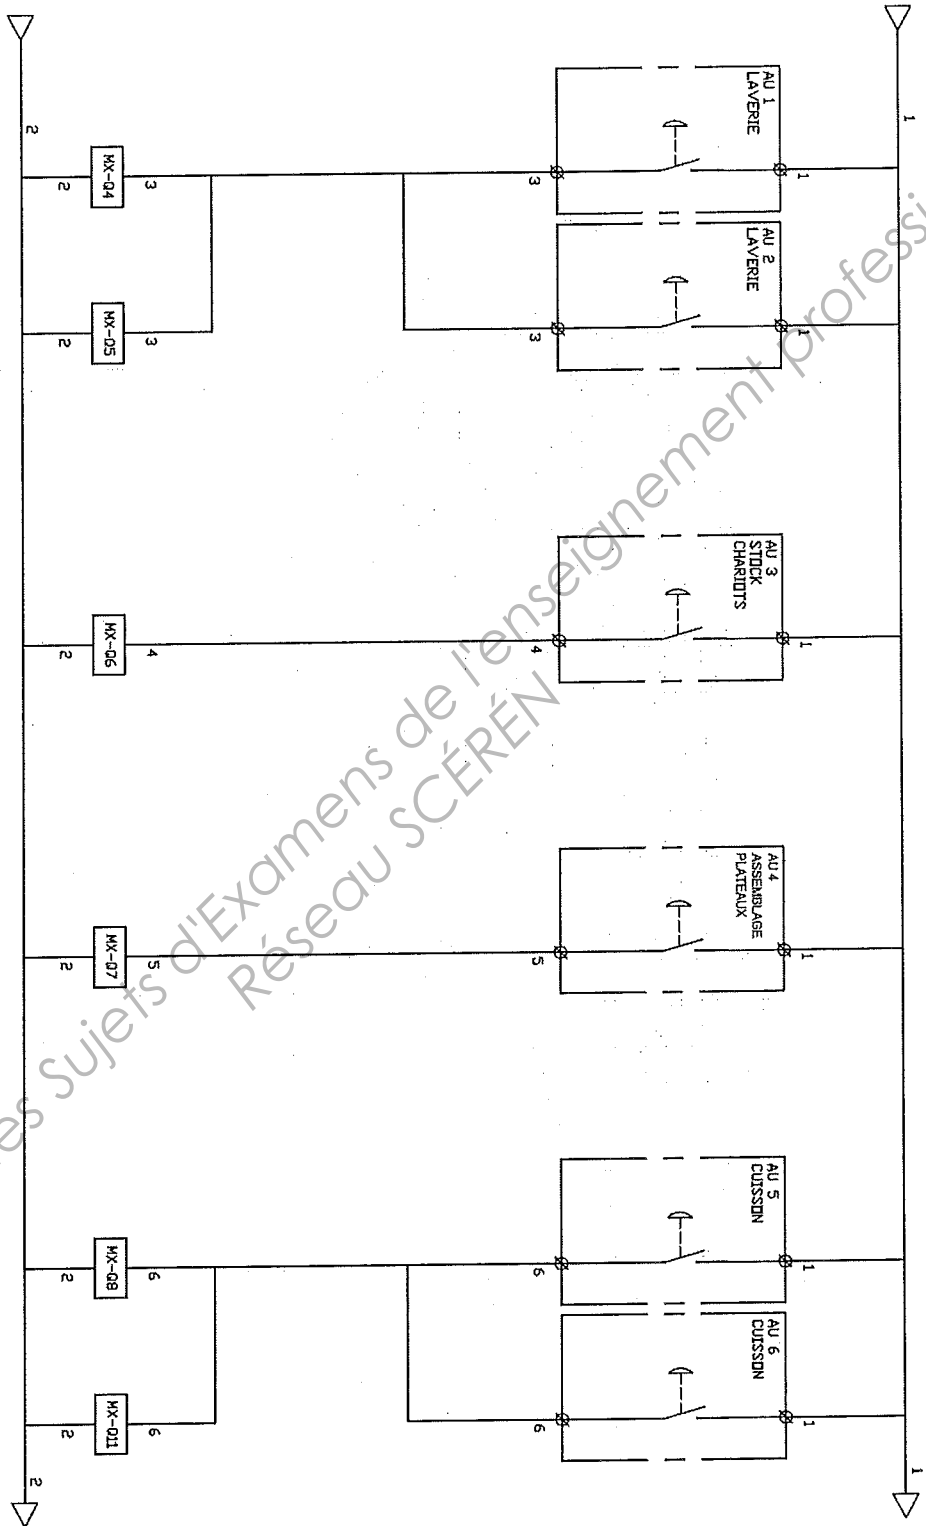 1
AU 1
LAVERIE
1
3
AU 2
LAVERIE
1
3
AU 3
STOCK
CHARIOTS
1
4
AU4
ASSEMBLAGE
PLATEAUX
1
5
AU 5
CUISSON
1
6
AU 6
CUISSON
1
6
1
2
3
MX-Q4
2
3
MX-Q5
2
4
MX-Q6
2
5
MX-Q7
2
6
MX-Q8
2
6
MX-Q11
2
2
es Sujets d'Examens de l'enseignement professi
Réseau SCÉRÉN